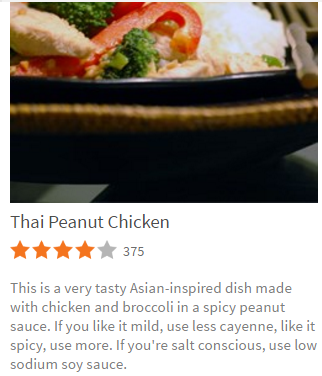 Thai Peanut Chicken
375
This is a very tasty Asian-inspired dish made
with chicken and broccoli in a spicy peanut
sauce. If you like it mild, use less cayenne, like it
spicy, use more. If you're salt conscious, use low
sodium soy sauce.